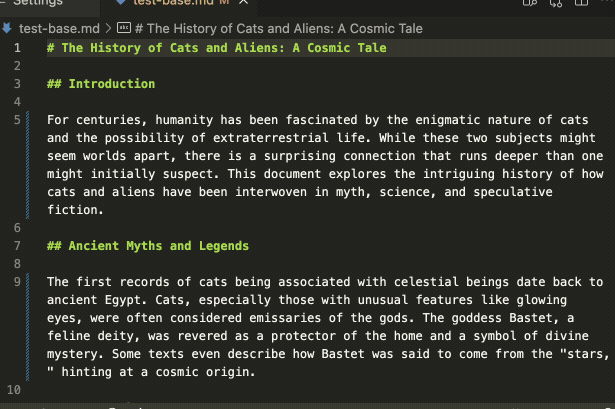 Settings
test-base.md M
test-base.md > # The History of Cats and Aliens: A Cosmic Tale
1 # The History of Cats and Aliens: A Cosmic Tale
2
3 ## Introduction
4
5 For centuries, humanity has been fascinated by the enigmatic nature of cats
and the possibility of extraterrestrial life. While these two subjects might
seem worlds apart, there is a surprising connection that runs deeper than one
might initially suspect. This document explores the intriguing history of how
cats and aliens have been interwoven in myth, science, and speculative
fiction.
6
7 ## Ancient Myths and Legends
8
9 The first records of cats being associated with celestial beings date back to
ancient Egypt. Cats, especially those with unusual features like glowing
eyes, were often considered emissaries of the gods. The goddess Bastet, a
feline deity, was revered as a protector of the home and a symbol of divine
mystery. Some texts even describe how Bastet was said to come from the "stars,
" hinting at a cosmic origin.
10